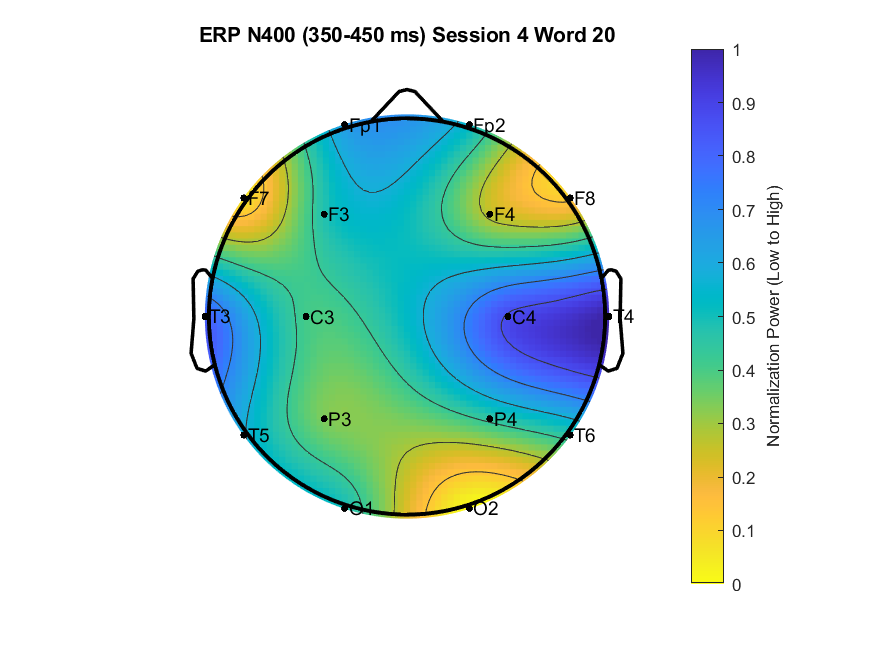 ERP N400 (350-450 ms) Session 4 Word 20
Fp1
Fp2
F7
F3
F4
F8
T3
C3
C4
T4
T5
P3
P4
T6
O1
O2
1
0.9
0.8
0.7
0.6
0.5
0.4
0.3
0.2
0.1
0
Normalization Power (Low to High)